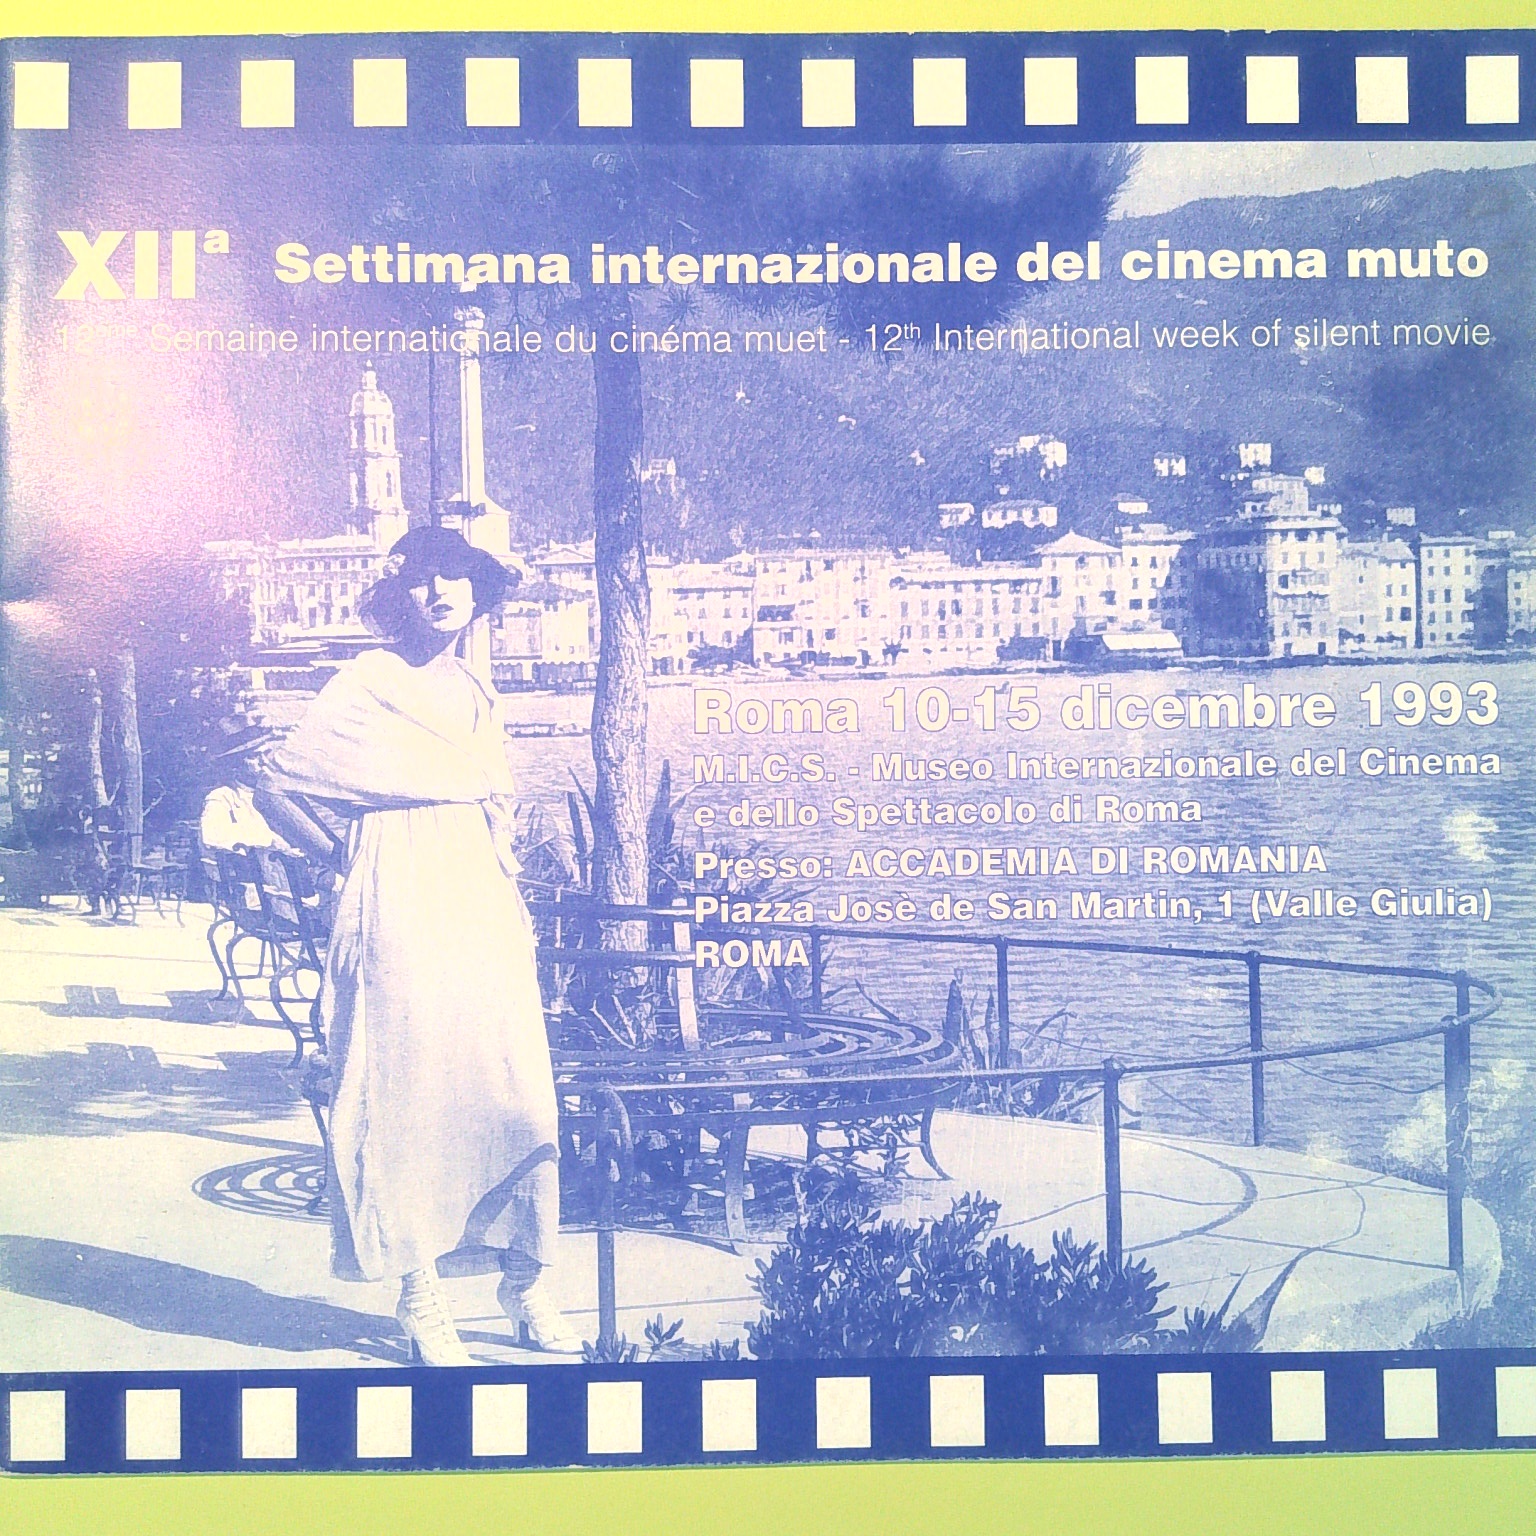 XIIª Settimana internazionale del cinema muto
12ème Semaine internationale du cinéma muet - 12th International week of silent movie
Roma 10-15 dicembre 1993
M.I.C.S. - Museo Internazionale del Cinema
e dello Spettacolo di Roma
Presso: ACCADEMIA DI ROMANIA
Piazza Josè de San Martin, 1 (Valle Giulia)
ROMA